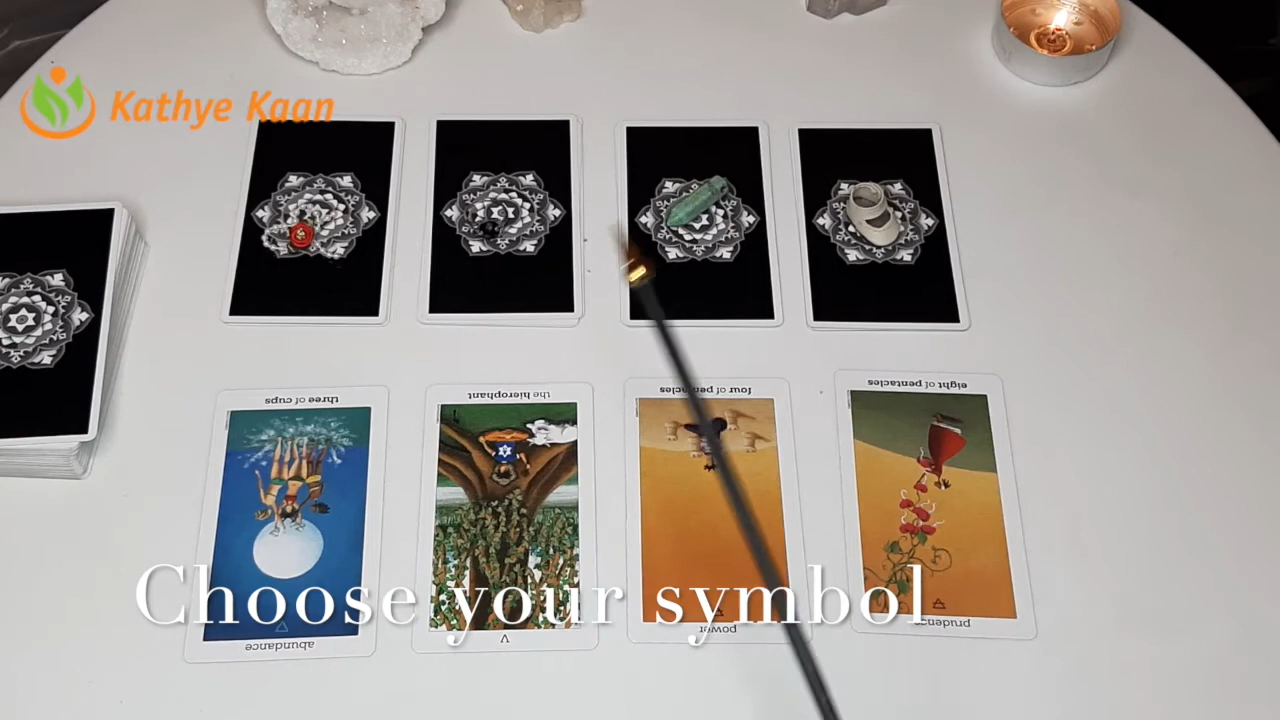 Kathye Kaan
three of cups
the hierophant
four of pentacles
eight of pentacles
Choose your symbol
abundance
V
power
prudence